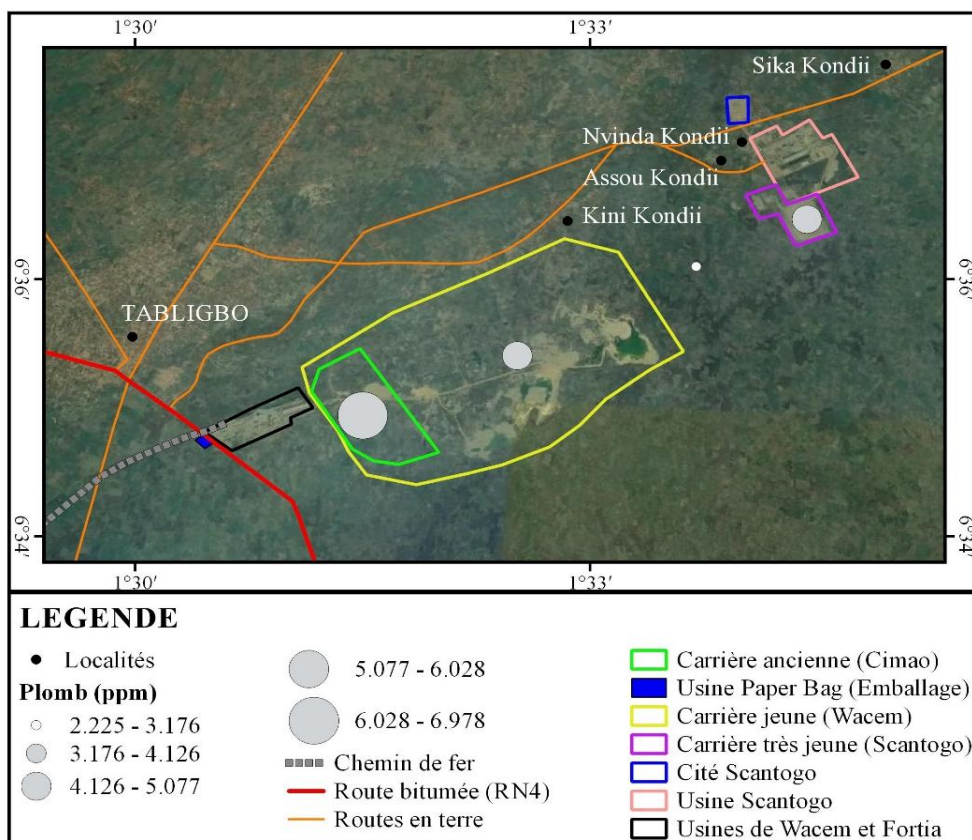 1°30′ 1°33′
Sika Kondii
Nvinda Kondii
Assou Kondii
Kini Kondii
6°36′ 6°36′
TABLIGBO
6°34′ 6°34′
1°30′ 1°33′
LEGENDE
Localités
Plomb (ppm)
2.225 - 3.176
3.176 - 4.126
4.126 - 5.077
5.077 - 6.028
6.028 - 6.978
Chemin de fer
Route bitumée (RN4)
Routes en terre
Carrière ancienne (Cimao)
Usine Paper Bag (Emballage)
Carrière jeune (Wacem)
Carrière très jeune (Scantogo)
Cité Scantogo
Usine Scantogo
Usines de Wacem et Fortia